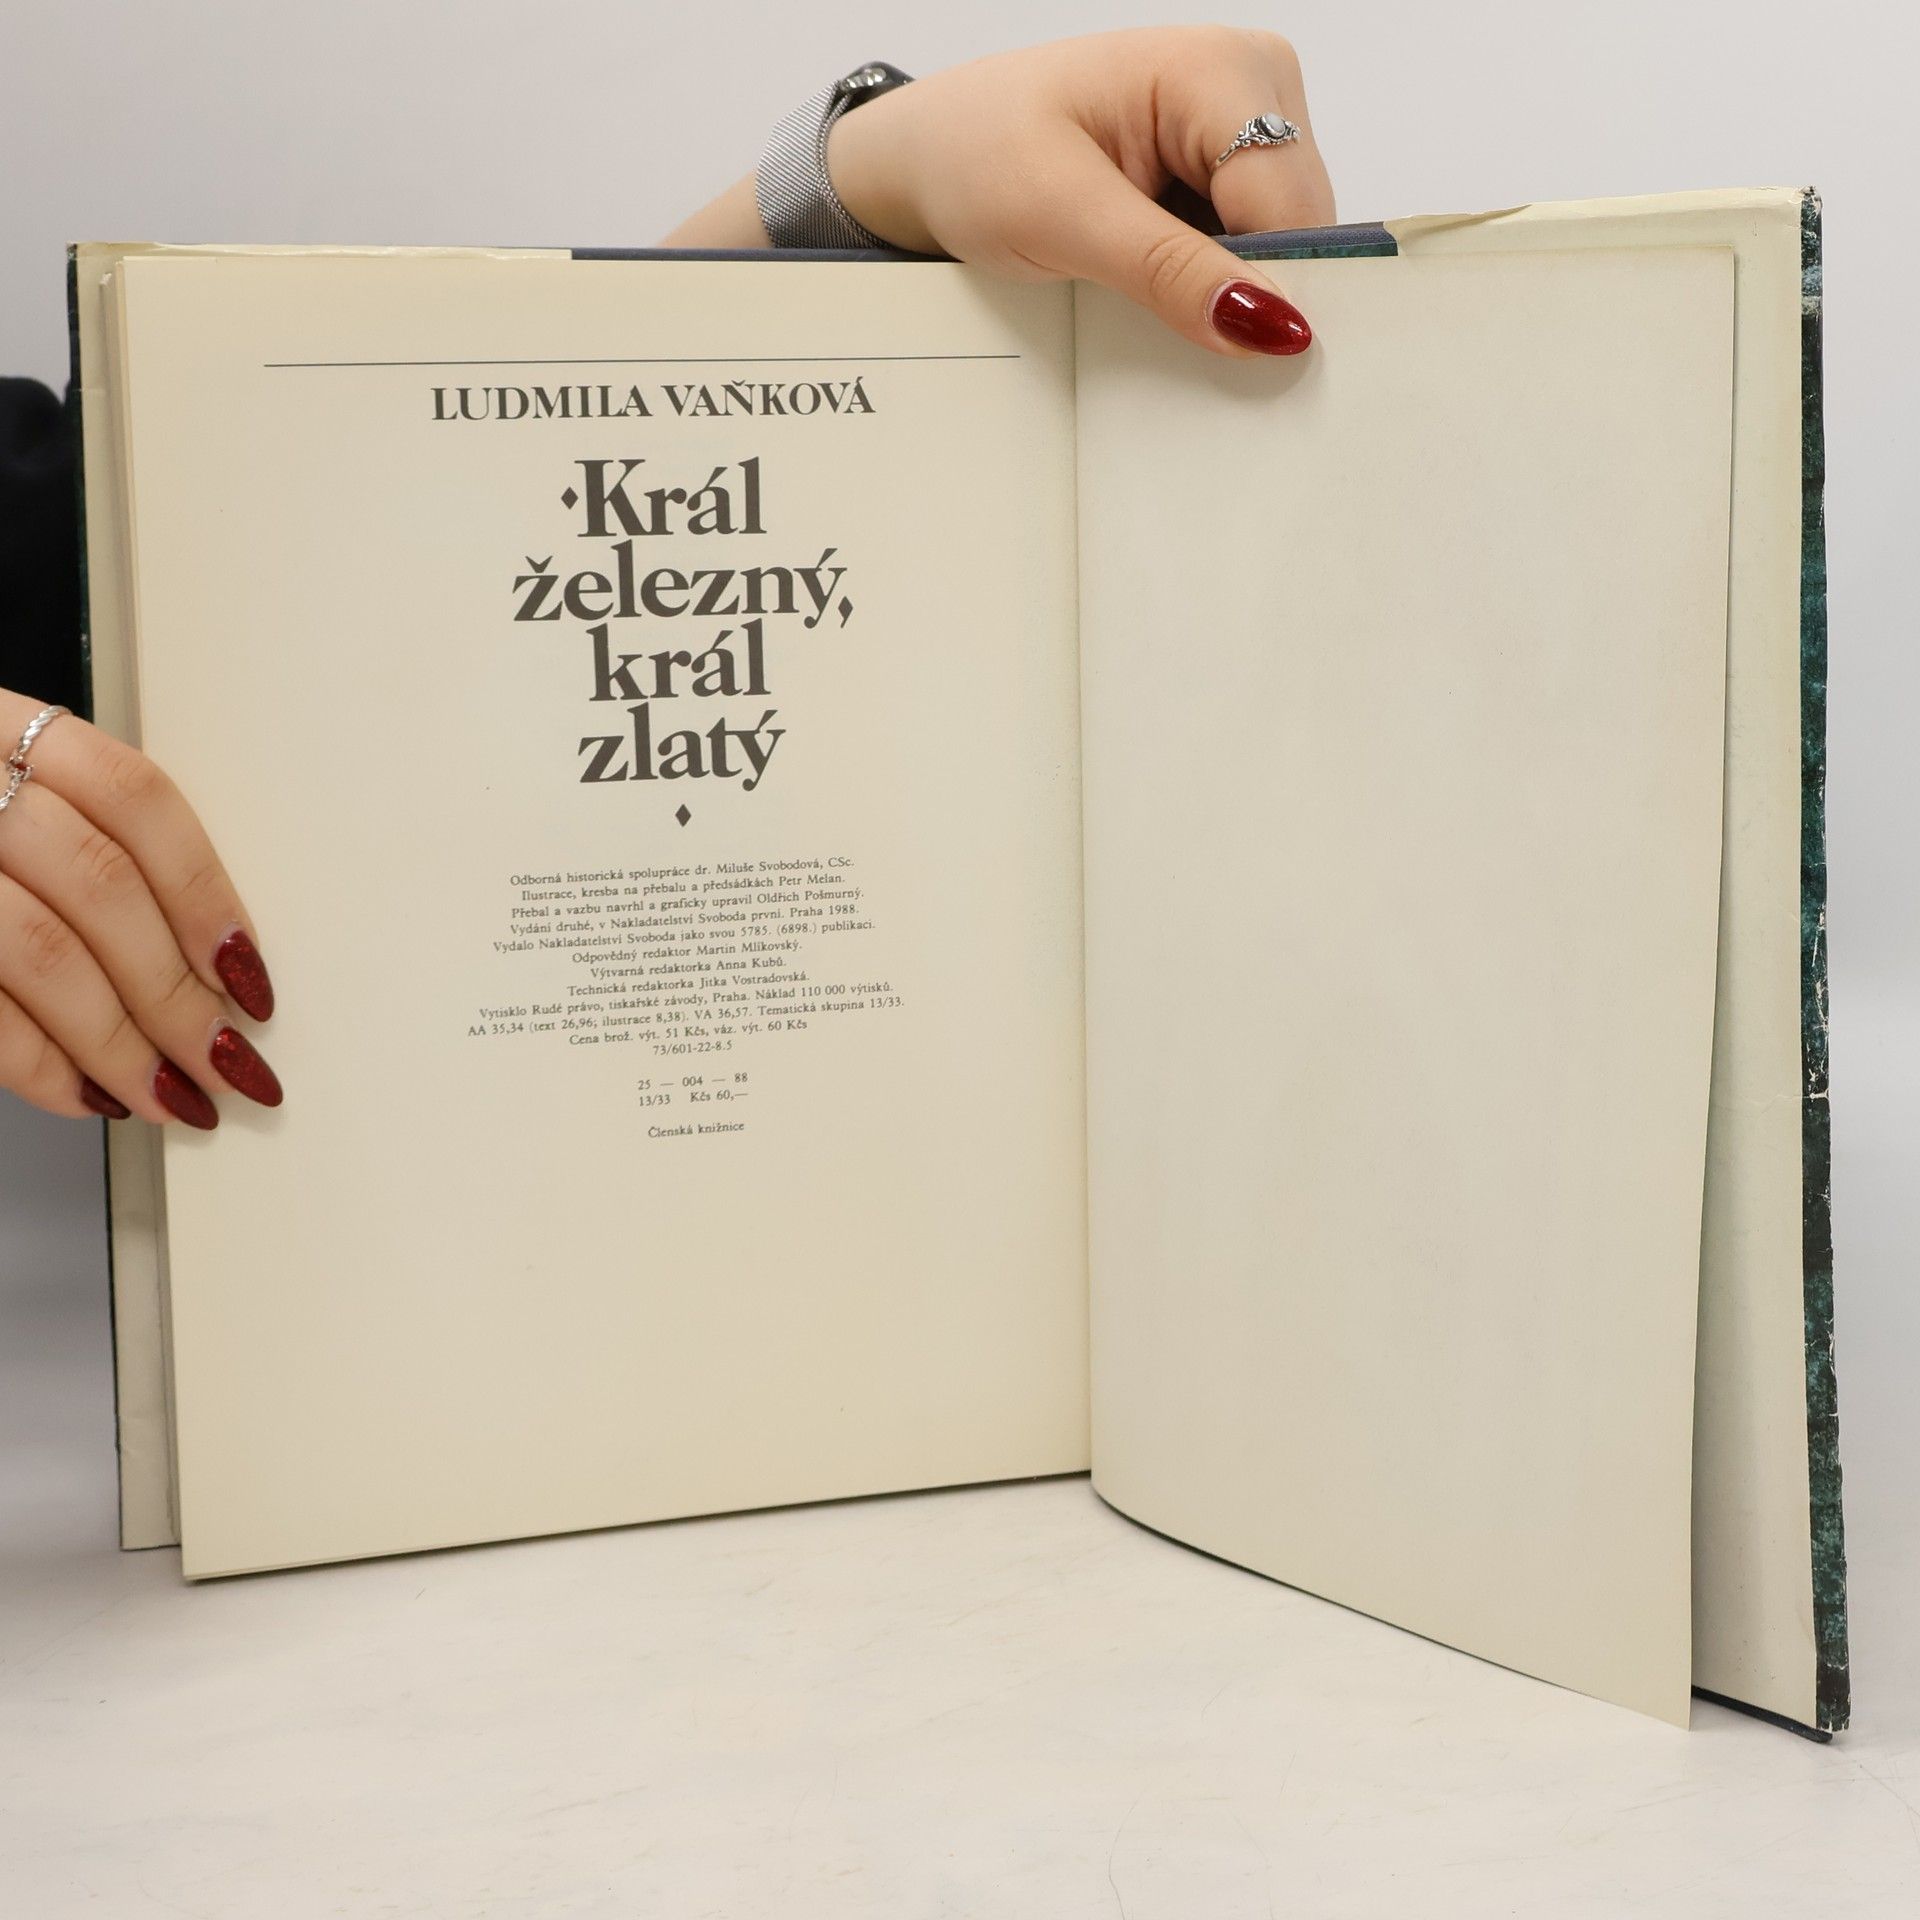 LUDMILA VAŇKOVÁ
Král
železný,
král
zlatý
Odborná historická spolupráce dr. Miluše Svobodová, CSc.
Ilustrace, kresba na přebalu a předsádkách Petr Melan.
Přebal a vazbu navrhl a graficky upravil Oldřich Pošmurný.
Vydání druhé, v Nakladatelství Svoboda první. Praha 1988.
Vydalo Nakladatelství Svoboda jako svou 5785. (6898.) publikaci.
Odpovědný redaktor Martin Mlíkovský.
Výtvarná redaktorka Anna Kubů.
Technická redaktorka Jitka Vostradovská.
Vytisklo Rudé právo, tiskařské závody, Praha. Náklad 110 000 výtisků.
AA 35,34 (text 26,96; ilustrace 8,38). VA 36,57. Tematická skupina 13/33.
Cena brož. výt. 51 Kčs, váz. výt. 60 Kčs
73/601-22-8.5
25 — 004 — 88
13/33 Kčs 60,—
Členská knižnice